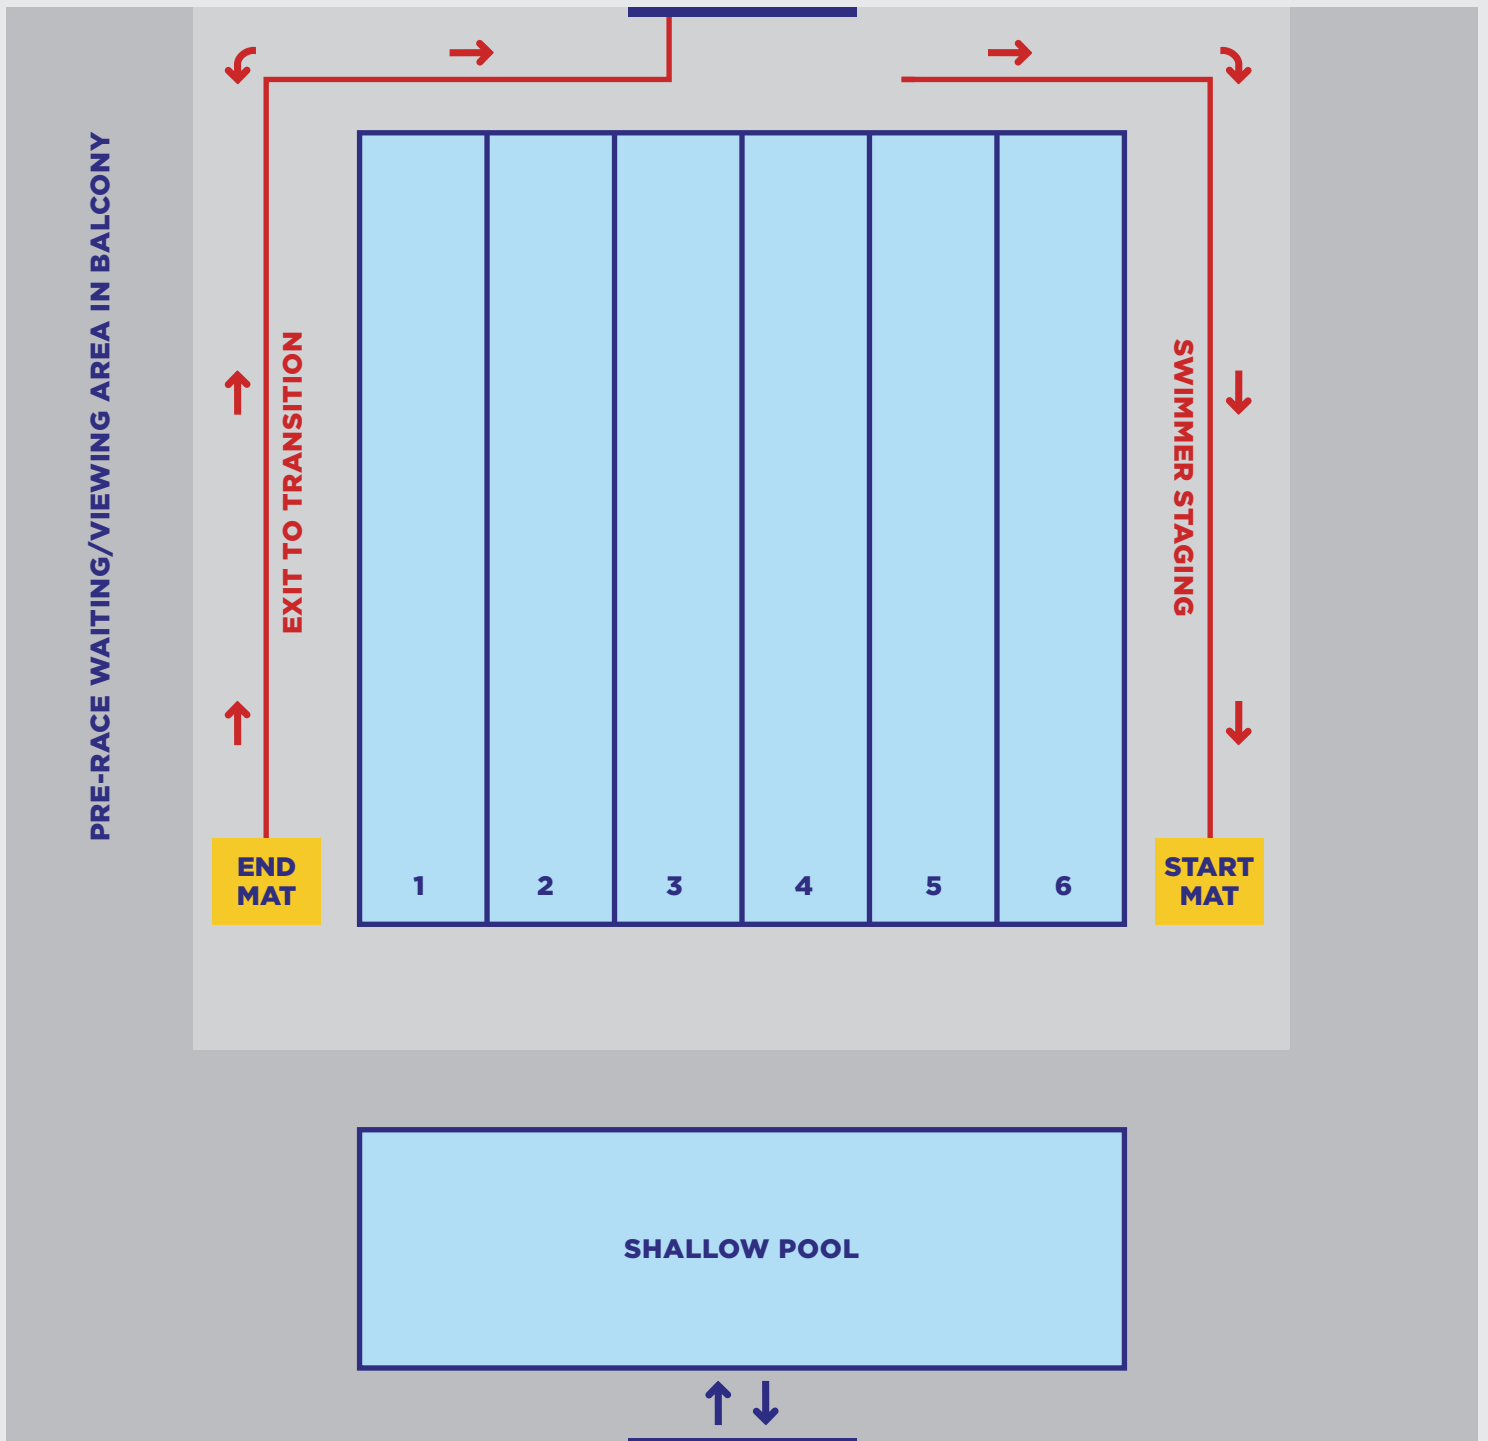 PRE-RACE WAITING/VIEWING AREA IN BALCONY
EXIT TO TRANSITION
SWIMMER STAGING
END
MAT
1
2
3
4
5
6
START
MAT
SHALLOW POOL